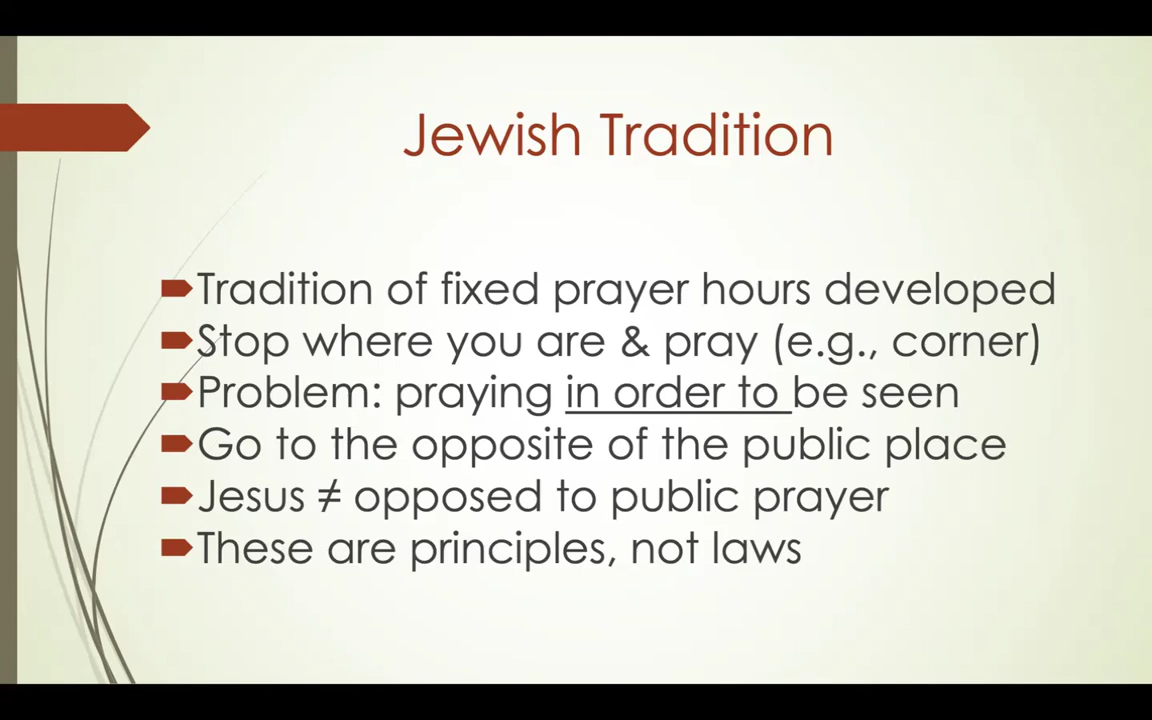 Jewish Tradition
Tradition of fixed prayer hours developed
Stop where you are & pray (e.g., corner)
Problem: praying in order to be seen
Go to the opposite of the public place
Jesus ≠ opposed to public prayer
These are principles, not laws